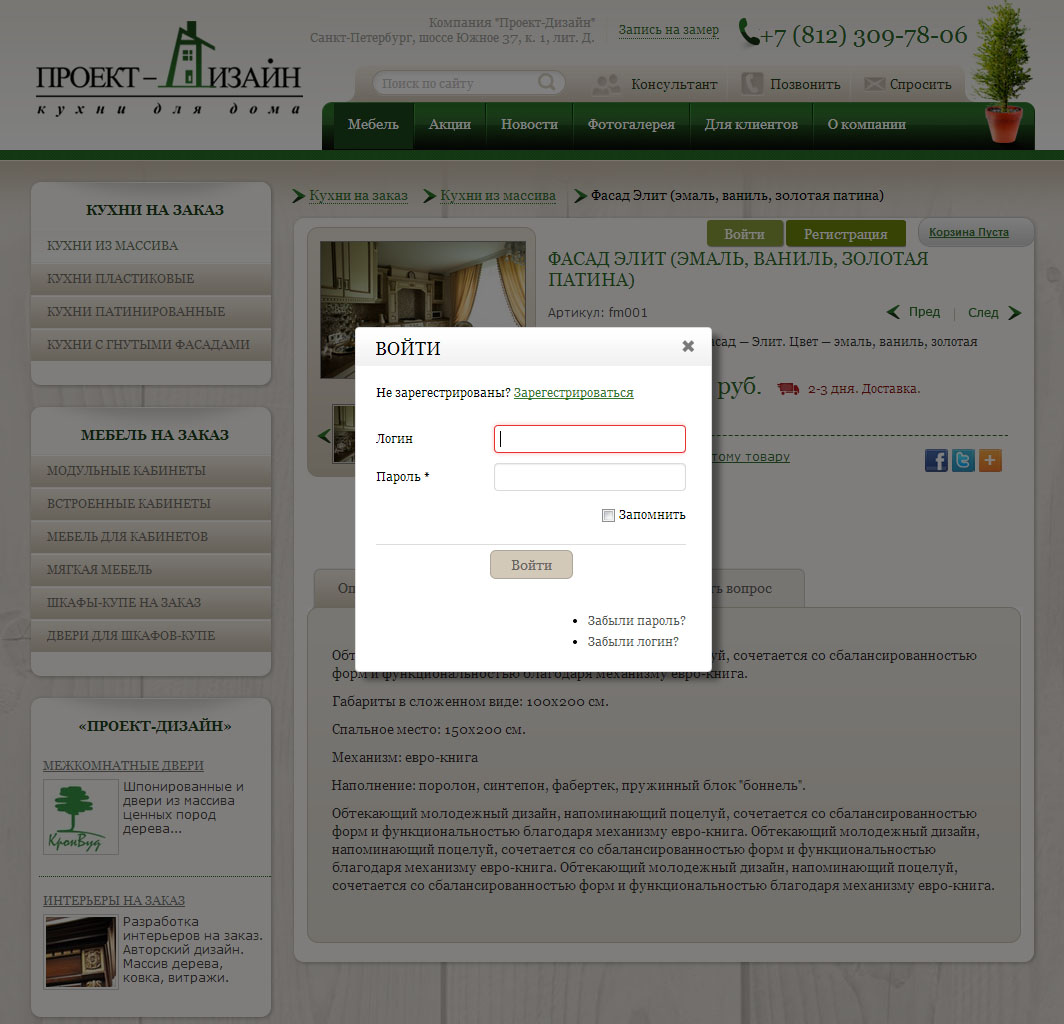 Компания "Проект-Дизайн"
Санкт-Петербург, шоссе Южное 37, к. 1, лит. Д.
Запись на замер
+7 (812) 309-78-06
ПРОЕКТ–ДИЗАЙН
кухни для дома
Поиск по сайту
Консультант
Позвонить
Спросить
Мебель
Акции
Новости
Фотогалерея
Для клиентов
О компании
КУХНИ НА ЗАКАЗ
КУХНИ ИЗ МАССИВА
КУХНИ ПЛАСТИКОВЫЕ
КУХНИ ПАТИНИРОВАННЫЕ
КУХНИ С ГНУТЫМИ ФАСАДАМИ
МЕБЕЛЬ НА ЗАКАЗ
МОДУЛЬНЫЕ КАБИНЕТЫ
ВСТРОЕННЫЕ КАБИНЕТЫ
МЕБЕЛЬ ДЛЯ КАБИНЕТОВ
МЯГКАЯ МЕБЕЛЬ
ШКАФЫ-КУПЕ НА ЗАКАЗ
ДВЕРИ ДЛЯ ШКАФОВ-КУПЕ
«ПРОЕКТ-ДИЗАЙН»
МЕЖКОМНАТНЫЕ ДВЕРИ
КронВуд
Шпонированные и
двери из массива
ценных пород
дерева...
ИНТЕРЬЕРЫ НА ЗАКАЗ
Разработка
интерьеров на заказ.
Авторский дизайн.
Массив дерева,
ковка, витражи.
Кухни на заказ
Кухни из массива
Фасад Элит (эмаль, ваниль, золотая патина)
Войти
Регистрация
Корзина Пуста
ФАСАД ЭЛИТ (ЭМАЛЬ, ВАНИЛЬ, ЗОЛОТАЯ
ПАТИНА)
Артикул: fm001
Пред
След
асад — Элит. Цвет — эмаль, ваниль, золотая
руб.
2-3 дня. Доставка.
тому товару
ВОЙТИ
Не зарегестрированы? Зарегестрироваться
Логин
Пароль *
Запомнить
Войти
Забыли пароль?
Забыли логин?
Оп
ть вопрос
Обт
уй, сочетается со сбалансированностью
форм и функциональностью благодаря механизму евро-книга.
Габариты в сложенном виде: 100x200 см.
Спальное место: 150x200 см.
Механизм: евро-книга
Наполнение: поролон, синтепон, фабертек, пружинный блок "боннель".
Обтекающий молодежный дизайн, напоминающий поцелуй, сочетается со сбалансированностью
форм и функциональностью благодаря механизму евро-книга. Обтекающий молодежный дизайн,
напоминающий поцелуй, сочетается со сбалансированностью форм и функциональностью
благодаря механизму евро-книга. Обтекающий молодежный дизайн, напоминающий поцелуй,
сочетается со сбалансированностью форм и функциональностью благодаря механизму евро-книга.